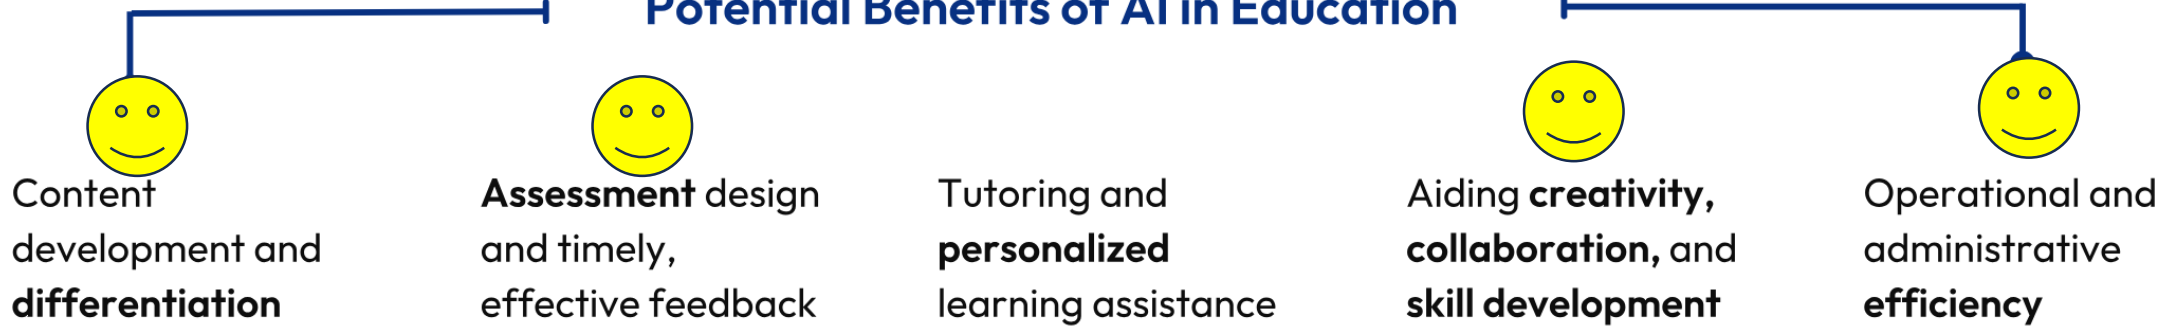 Potential Benefits of AI in Education
Content
development and
differentiation
Assessment design
and timely,
effective feedback
Tutoring and
personalized
learning assistance
Aiding creativity,
collaboration, and
skill development
Operational and
administrative
efficiency